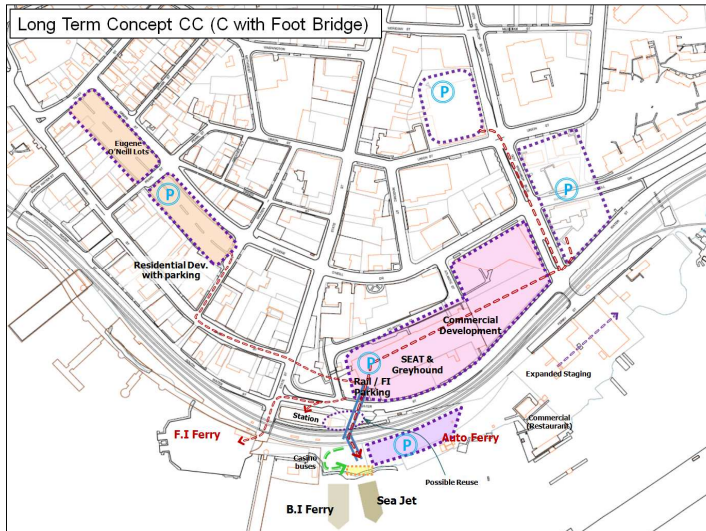 Long Term Concept CC (C with Foot Bridge)
P
Eugene
O'Neill Lots
P
P
Residential Dev.
with parking
Commercial
Development
P
SEAT &
Greyhound
Rail / FI
Parking
Expanded Staging
Station
Commercial
(Restaurant)
F.I Ferry
P
Auto Ferry
Casino
buses
Possible Reuse
B.I Ferry
Sea Jet